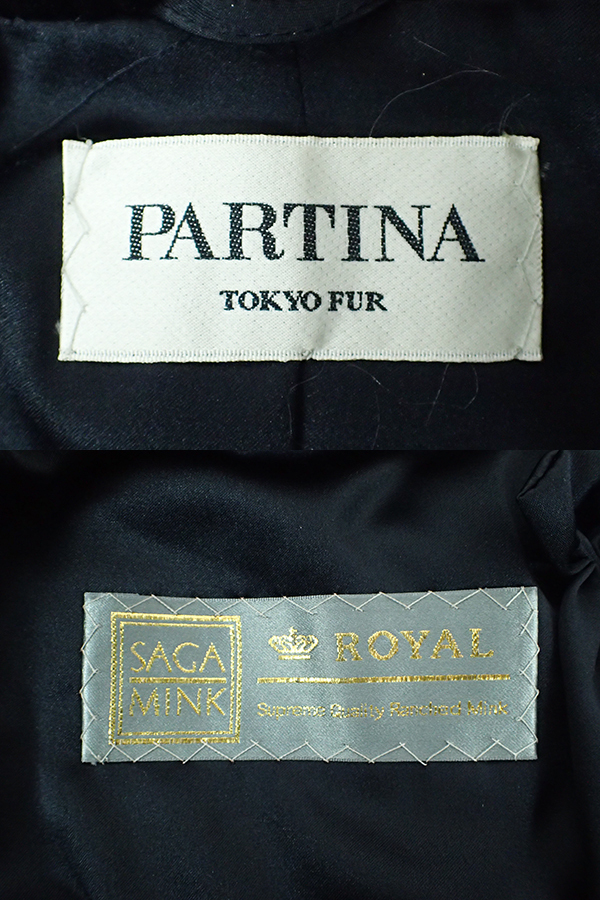 PARTINA
TOKYO FUR
SAGA
MINK
ROYAL
Supreme Quality Ranched Mink